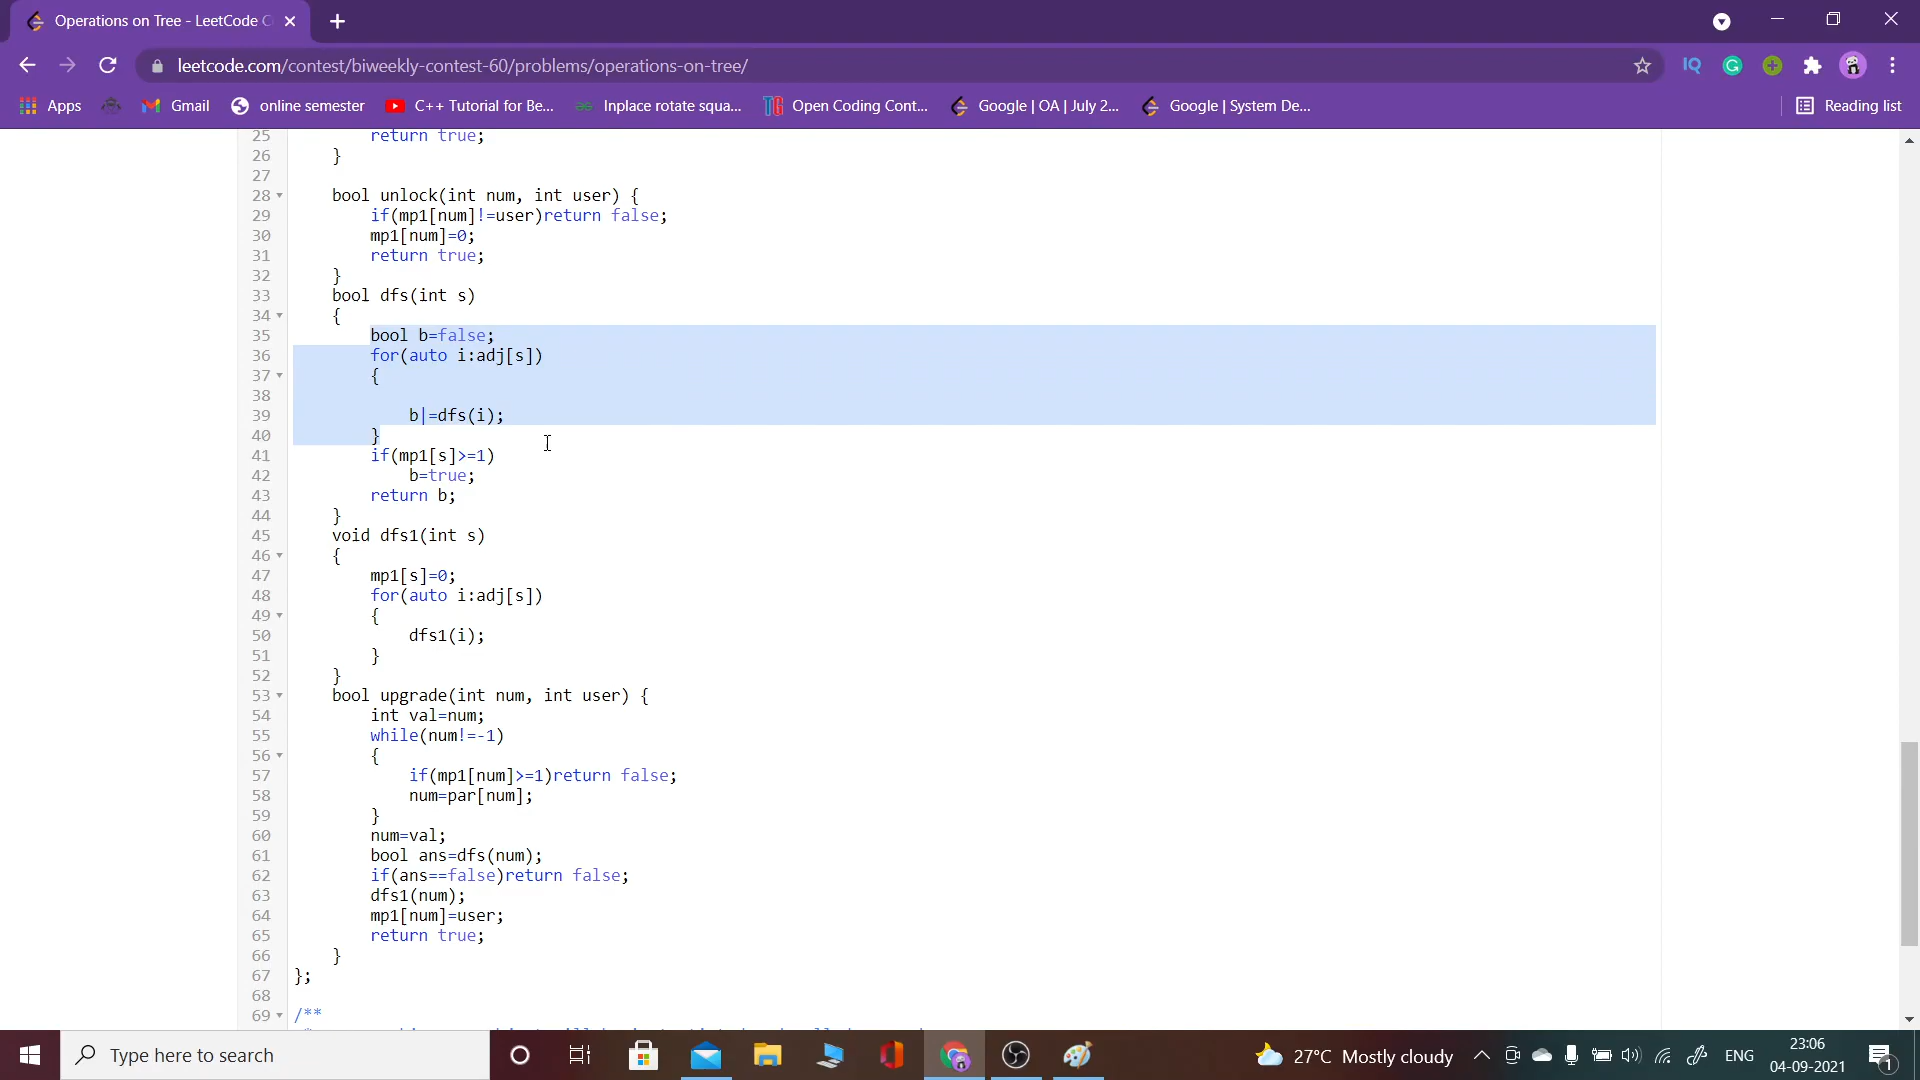 Operations on Tree - LeetCode C
leetcode.com/contest/biweekly-contest-60/problems/operations-on-tree/
IQ
Apps Gmail online semester C++ Tutorial for Be... Inplace rotate squa... Open Coding Cont... Google | OA | July 2... Google | System De... Reading list
25 return true;
26 }
27
28 bool unlock(int num, int user) {
29 if(mp1[num]!=user)return false;
30 mp1[num]=0;
31 return true;
32 }
33 bool dfs(int s)
34 {
35 bool b=false;
36 for(auto i:adj[s])
37 {
38
39 b|=dfs(i);
40 }
41 if(mp1[s]>=1)
42 b=true;
43 return b;
44 }
45 void dfs1(int s)
46 {
47 mp1[s]=0;
48 for(auto i:adj[s])
49 {
50 dfs1(i);
51 }
52 }
53 bool upgrade(int num, int user) {
54 int val=num;
55 while(num!=-1)
56 {
57 if(mp1[num]>=1)return false;
58 num=par[num];
59 }
60 num=val;
61 bool ans=dfs(num);
62 if(ans==false)return false;
63 dfs1(num);
64 mp1[num]=user;
65 return true;
66 }
67 };
68
69 /**
Type here to search
27°C Mostly cloudy
ENG
23:06
04-09-2021
1